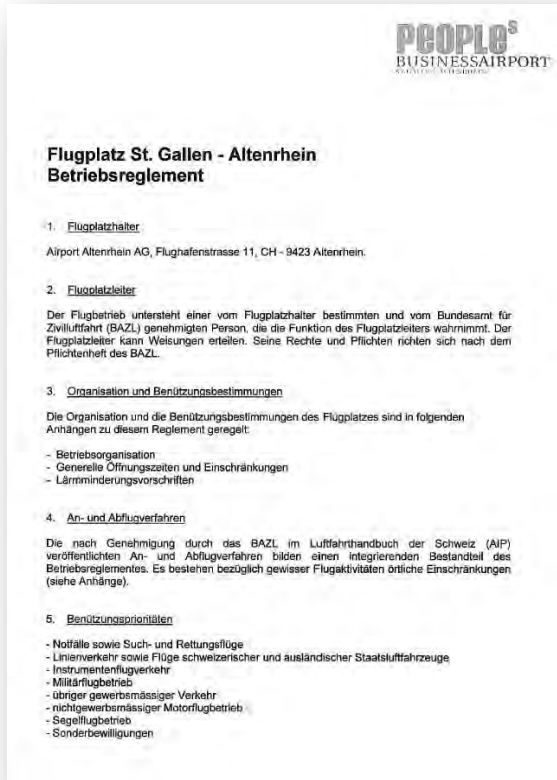 PEOPLE'S
BUSINESSAIRPORT
Flugplatz St. Gallen - Altenrhein
Betriebsreglement
1. Flugplatzhalter
Airport Altenrhein AG, Flughafenstrasse 11, CH - 9423 Altenrhein.
2. Flugplatzleiter
Der Flugbetrieb untersteht einer vom Flugplatzhalter bestimmten und vom Bundesamt für
Zivilluftfahrt (BAZL) genehmigten Person, die die Funktion des Flugplatzleiters wahrnimmt. Der
Flugplatzleiter kann Weisungen erteilen. Seine Rechte und Pflichten richten sich nach dem
Pflichtenheft des BAZL.
3. Organisation und Benützungsbestimmungen
Die Organisation und die Benützungsbestimmungen des Flugplatzes sind in folgenden
Anhängen zu diesem Reglement geregelt:
- Betriebsorganisation
- Generelle Öffnungszeiten und Einschränkungen
- Lärmminderungsvorschriften
4. An- und Abflugverfahren
Die nach Genehmigung durch das BAZL im Luftfahrthandbuch der Schweiz (AIP)
veröffentlichten An- und Abflugverfahren bilden einen integrierenden Bestandteil des
Betriebsreglementes. Es bestehen bezüglich gewisser Flugaktivitäten örtliche Einschränkungen
(siehe Anhänge).
5. Benützungsprioritäten
- Notfälle sowie Such- und Rettungsflüge
- Linienverkehr sowie Flüge schweizerischer und ausländischer Staatsluftfahrzeuge
- Instrumentenflugverkehr
- Militärflugbetrieb
- übriger gewerbsmässiger Verkehr
- nichtgewerbsmässiger Motorflugbetrieb
- Segelflugbetrieb
- Sonderbewilligungen